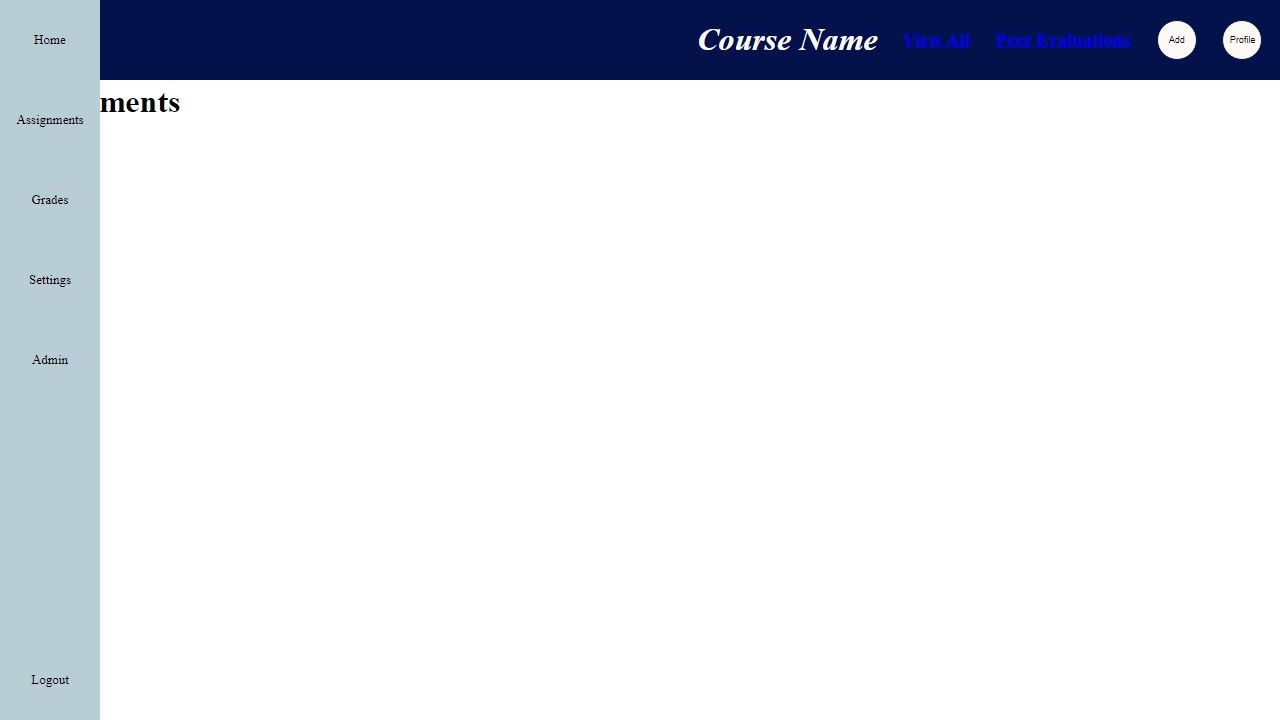 Home
Course Name
View All
Peer Evaluations
Add
Profile
ments
Assignments
Grades
Settings
Admin
Logout